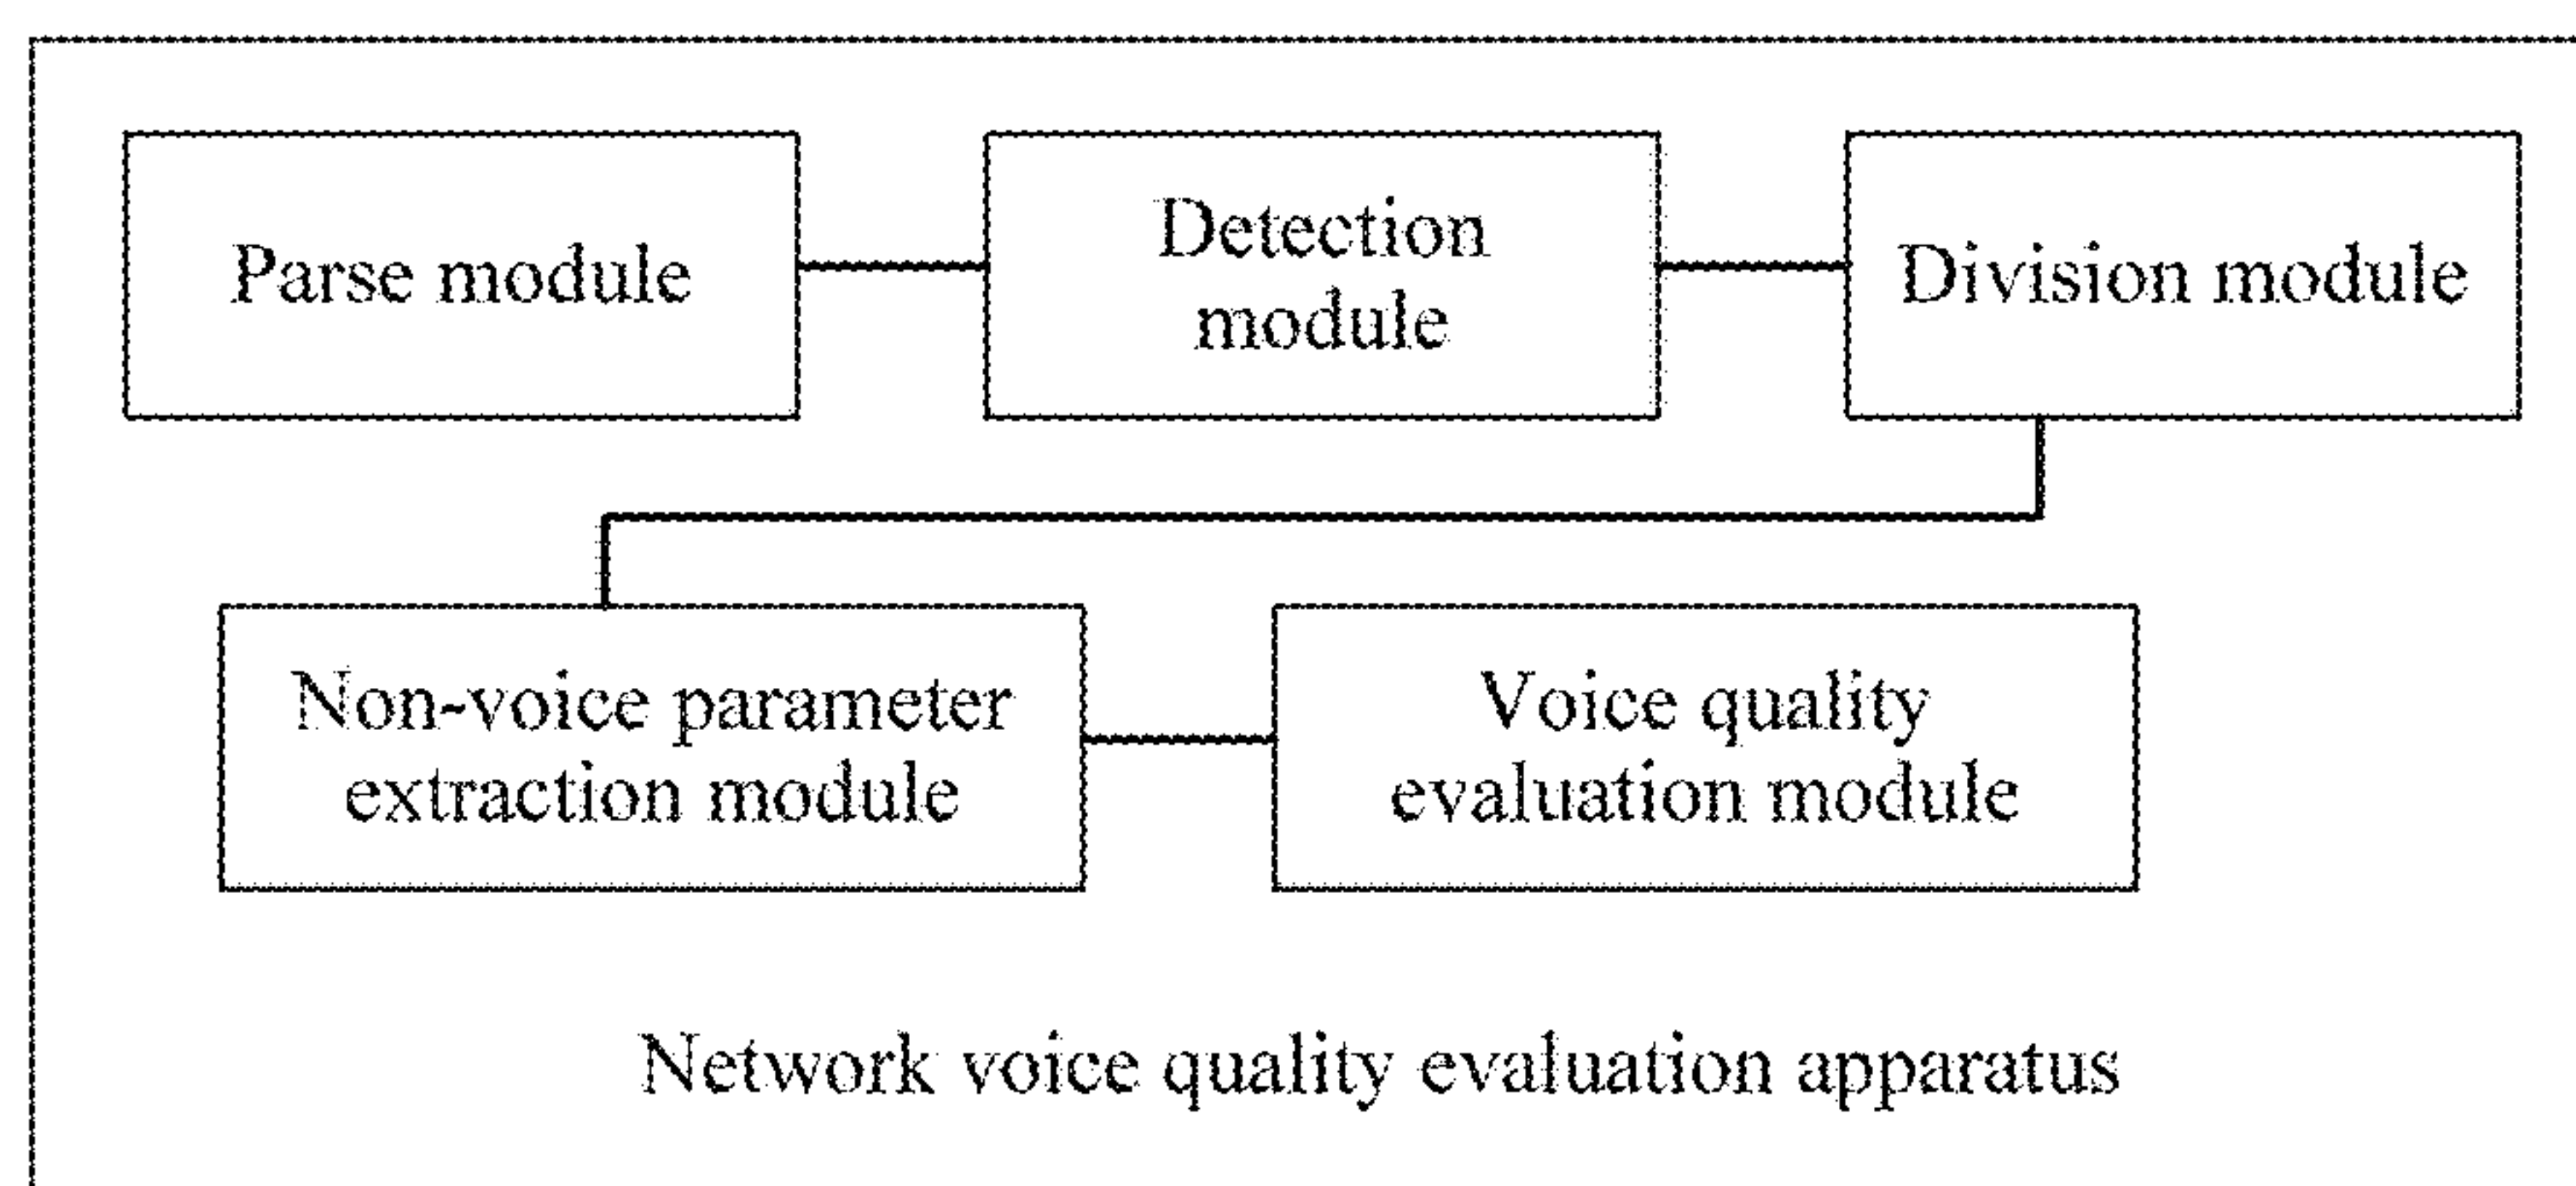 Parse module
Detection
module
Division module
Non-voice parameter
extraction module
Voice quality
evaluation module
Network voice quality evaluation apparatus